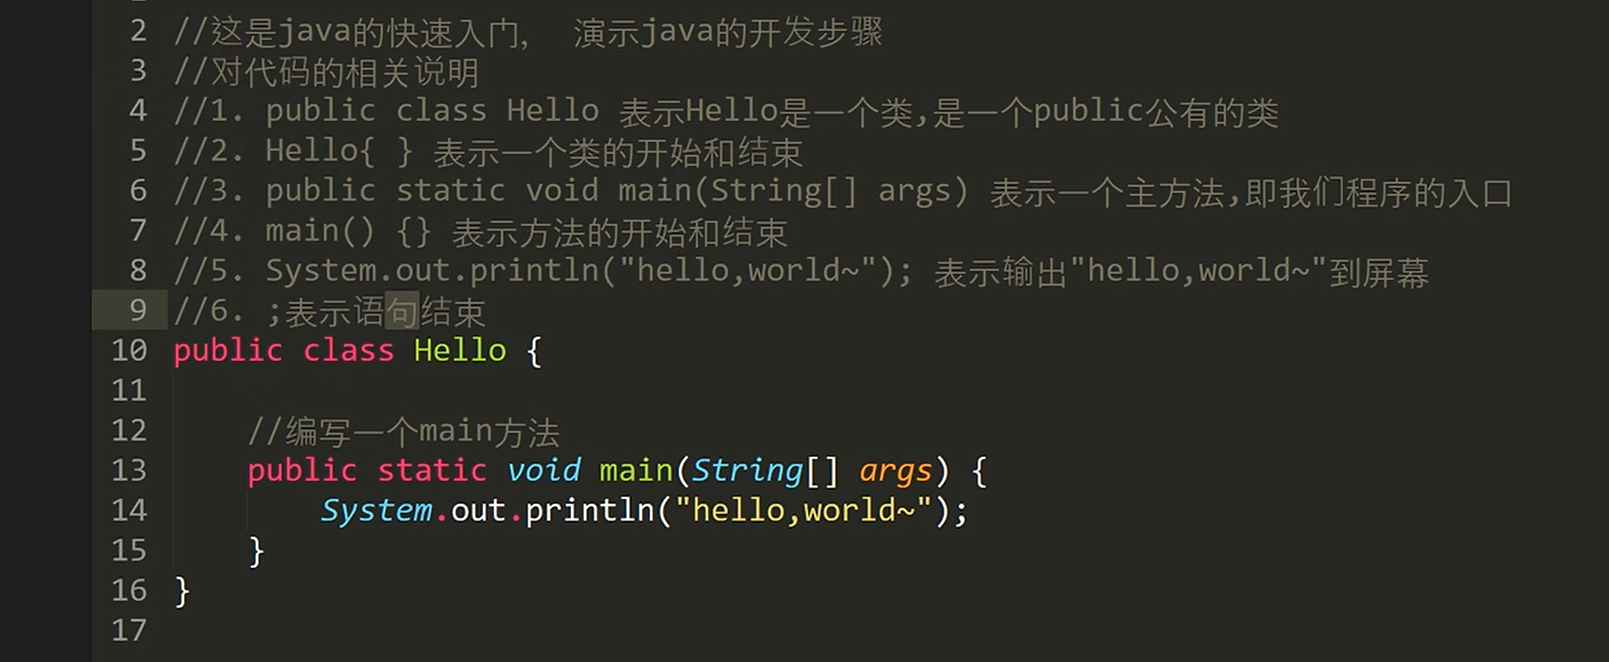 2 //这是java的快速入门, 演示java的开发步骤
3 //对代码的相关说明
4 //1. public class Hello 表示Hello是一个类,是一个public公有的类
5 //2. Hello{ } 表示一个类的开始和结束
6 //3. public static void main(String[] args) 表示一个主方法,即我们程序的入口
7 //4. main() {} 表示方法的开始和结束
8 //5. System.out.println("hello,world~"); 表示输出"hello,world~"到屏幕
9 //6. ;表示语句结束
10 public class Hello {
11
12 //编写一个main方法
13 public static void main(String[] args) {
14 System.out.println("hello,world~");
15 }
16 }
17